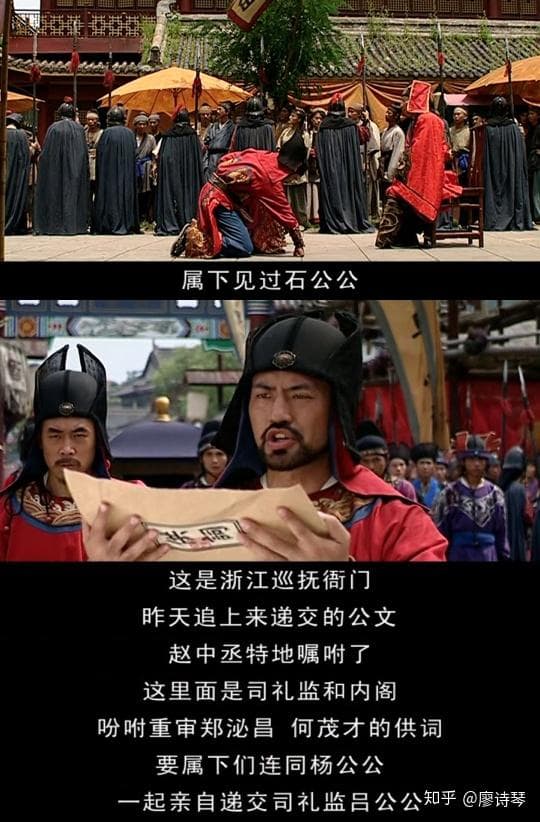 属下见过石公公
这是浙江巡抚衙门
昨天追上来递交的公文
赵中丞特地嘱咐了
这里面是司礼监和内阁
吩咐重审郑泌昌 何茂才的供词
要属下们连同杨公公
一起亲自递交司礼监吕公公
知乎 @廖诗琴